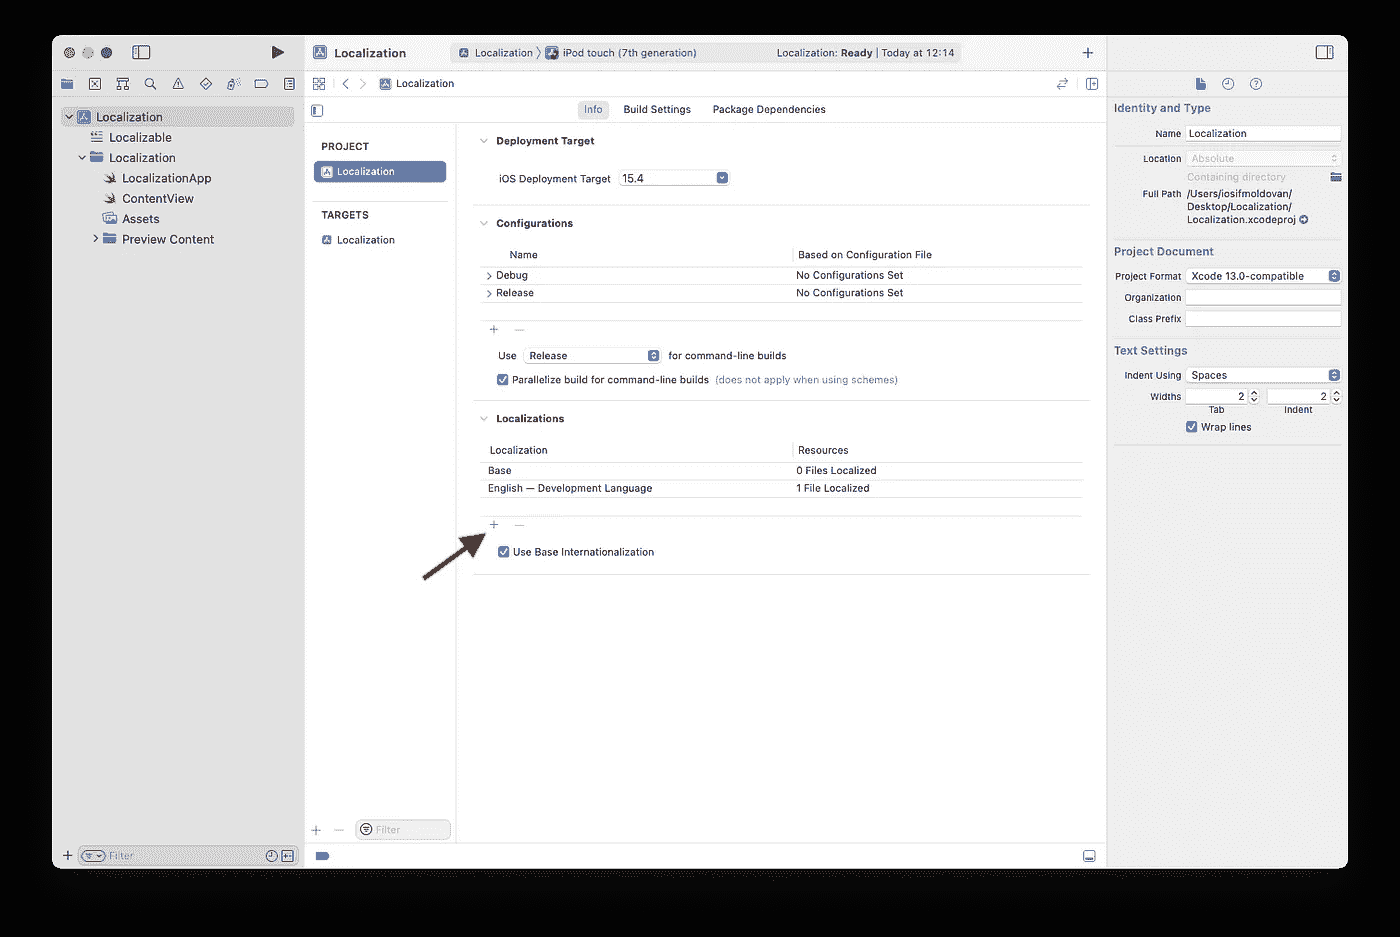 Localization
Localization 〉 iPod touch (7th generation)
Localization: Ready | Today at 12:14
Localization
Localizable
Localization
LocalizationApp
ContentView
Assets
Preview Content
Filter
Localization
Info
Build Settings
Package Dependencies
PROJECT
Localization
TARGETS
Localization
Filter
Deployment Target
iOS Deployment Target 15.4
Configurations
Name Based on Configuration File
Debug No Configurations Set
Release No Configurations Set
Use Release for command-line builds
Parallelize build for command-line builds (does not apply when using schemes)
Localizations
Localization Resources
Base 0 Files Localized
English — Development Language 1 File Localized
Use Base Internationalization
Identity and Type
Name Localization
Location Absolute
Containing directory
Full Path /Users/iosifmoldovan/
Desktop/Localization/
Localization.xcodeproj
Project Document
Project Format Xcode 13.0-compatible
Organization
Class Prefix
Text Settings
Indent Using Spaces
Widths 2 2
Tab Indent
Wrap lines